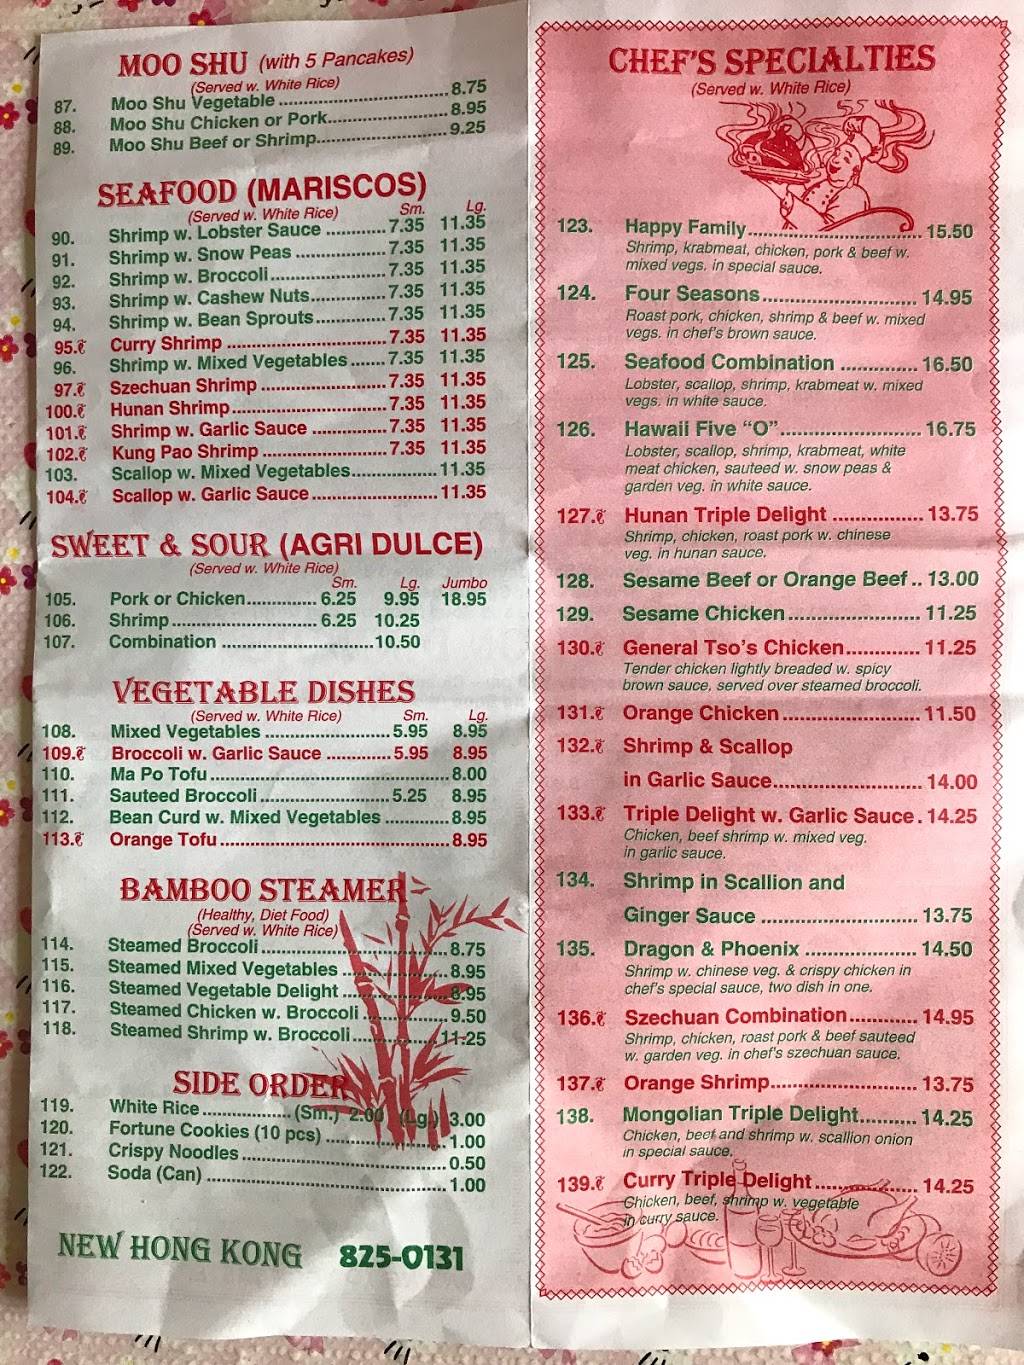 MOO SHU (with 5 Pancakes)
(Served w. White Rice)
87. Moo Shu Vegetable ........ 8.75
88. Moo Shu Chicken or Pork........ 8.95
89. Moo Shu Beef or Shrimp........ 9.25
SEAFOOD (MARISCOS)
(Served w. White Rice) Sm. Lg.
90. Shrimp w. Lobster Sauce ........ 7.35 11.35
91. Shrimp w. Snow Peas ........ 7.35 11.35
92. Shrimp w. Broccoli........ 7.35 11.35
93. Shrimp w. Cashew Nuts........ 7.35 11.35
94. Shrimp w. Bean Sprouts........ 7.35 11.35
95. Curry Shrimp ........ 7.35 11.35
96. Shrimp w. Mixed Vegetables ........ 7.35 11.35
97. Szechuan Shrimp ........ 7.35 11.35
100. Hunan Shrimp........ 7.35 11.35
101. Shrimp w. Garlic Sauce ........ 7.35 11.35
102. Kung Pao Shrimp ........ 7.35 11.35
103. Scallop w. Mixed Vegetables........ 11.35
104. Scallop w. Garlic Sauce ........ 11.35
SWEET & SOUR (AGRI DULCE)
(Served w. White Rice)
Sm. Lg. Jumbo
105. Pork or Chicken........ 6.25 9.95 18.95
106. Shrimp ........ 6.25 10.25
107. Combination ........ 10.50
VEGETABLE DISHES
(Served w. White Rice) Sm. Lg.
108. Mixed Vegetables ........ 5.95 8.95
109. Broccoli w. Garlic Sauce ........ 5.95 8.95
110. Ma Po Tofu ........ 8.00
111. Sauteed Broccoli ........ 5.25 8.95
112. Bean Curd w. Mixed Vegetables ........ 8.95
113. Orange Tofu ........ 8.95
BAMBOO STEAMER
(Healthy, Diet Food)
(Served w. White Rice)
114. Steamed Broccoli........ 8.75
115. Steamed Mixed Vegetables ........ 8.95
116. Steamed Vegetable Delight ........ 8.95
117. Steamed Chicken w. Broccoli ........ 9.50
118. Steamed Shrimp w. Broccoli........ 11.25
SIDE ORDER
119. White Rice ........ (Sm.) 2.00 (Lg.) 3.00
120. Fortune Cookies (10 pcs) ........ 1.00
121. Crispy Noodles ........ 0.50
122. Soda (Can) ........ 1.00
NEW HONG KONG 825-0131
CHEF'S SPECIALTIES
(Served w. White Rice)
123. Happy Family........ 15.50
Shrimp, krabmeat, chicken, pork & beef w.
mixed vegs. in special sauce.
124. Four Seasons........ 14.95
Roast pork, chicken, shrimp & beef w. mixed
vegs. in chef's brown sauce.
125. Seafood Combination ........ 16.50
Lobster, scallop, shrimp, krabmeat w. mixed
vegs. in white sauce.
126. Hawaii Five "O"........ 16.75
Lobster, scallop, shrimp, krabmeat, white
meat chicken, sauteed w. snow peas &
garden veg. in white sauce.
127. Hunan Triple Delight ........ 13.75
Shrimp, chicken, roast pork w. chinese
veg. in hunan sauce.
128. Sesame Beef or Orange Beef.. 13.00
129. Sesame Chicken ........ 11.25
130. General Tso's Chicken........ 11.25
Tender chicken lightly breaded w. spicy
brown sauce, served over steamed broccoli.
131. Orange Chicken ........ 11.50
132. Shrimp & Scallop
in Garlic Sauce........ 14.00
133. Triple Delight w. Garlic Sauce . 14.25
Chicken, beef shrimp w. mixed veg.
in garlic sauce.
134. Shrimp in Scallion and
Ginger Sauce ........ 13.75
135. Dragon & Phoenix ........ 14.50
Shrimp w. chinese veg. & crispy chicken in
chef's special sauce, two dish in one.
136. Szechuan Combination........ 14.95
Shrimp, chicken, roast pork & beef sauteed
w. garden veg. in chef's szechuan sauce.
137. Orange Shrimp........ 13.75
138. Mongolian Triple Delight........ 14.25
Chicken, beef and shrimp w. scallion onion
in special sauce.
139. Curry Triple Delight ........ 14.25
Chicken, beef, shrimp w. vegetable
in curry sauce.